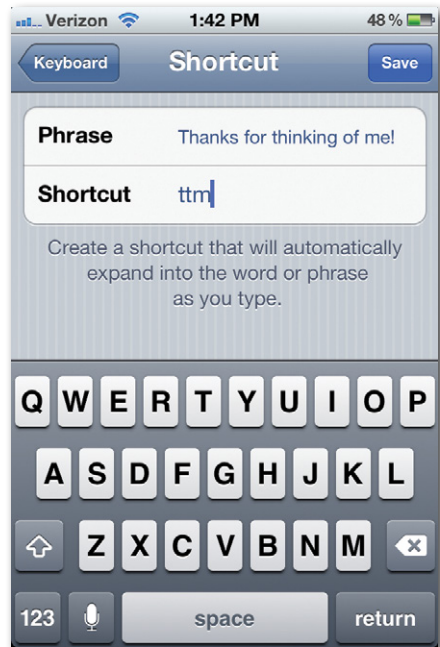 Verizon 1:42 PM 48 %
Keyboard Shortcut Save
Phrase Thanks for thinking of me!
Shortcut ttm
Create a shortcut that will automatically
expand into the word or phrase
as you type.
Q W E R T Y U I O P
A S D F G H J K L
Z X C V B N M
123 space return